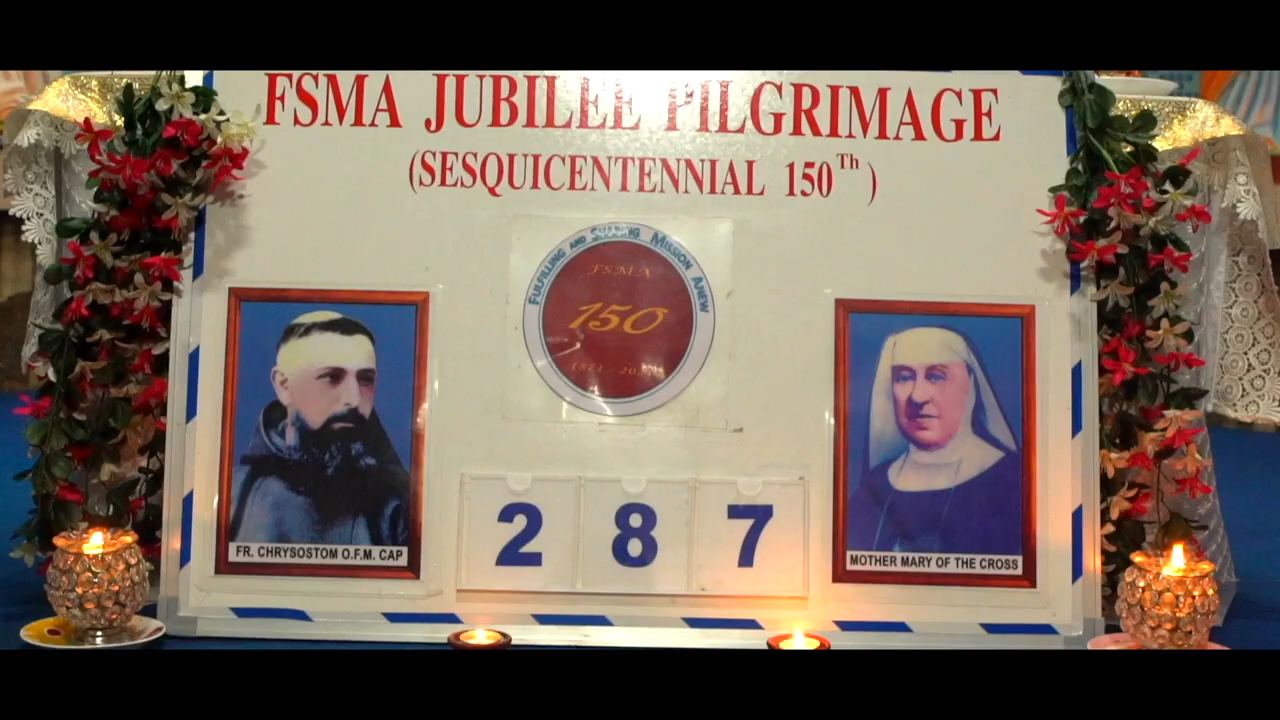 FSMA JUBILEE PILGRIMAGE
(SESQUICENTENNIAL 150Th)
FULFILLING AND SHARING MISSION ANEW
FSMA
150
FR. CHRYSOSTOM O.F.M. CAP
2 8 7
MOTHER MARY OF THE CROSS